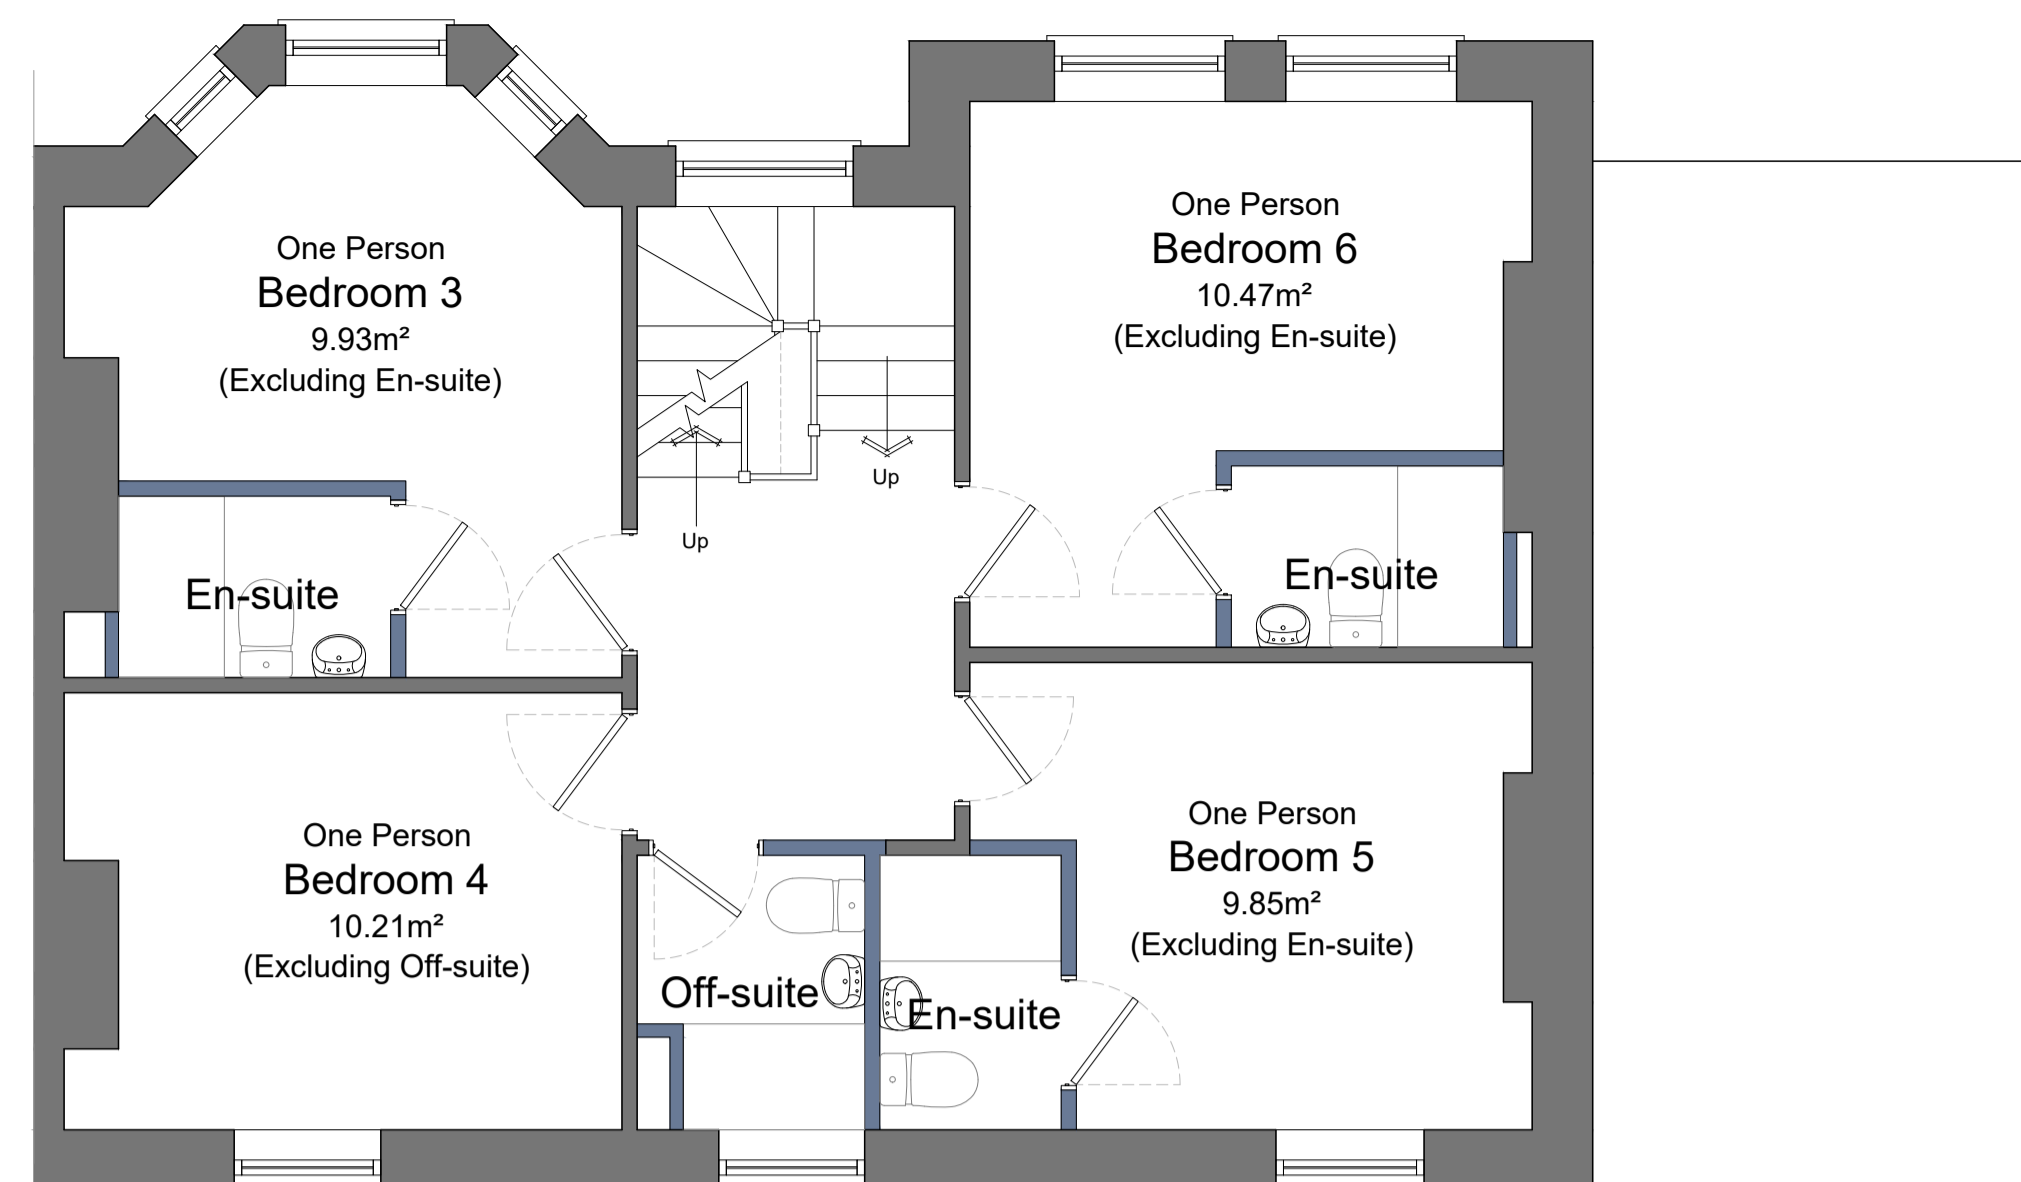 One Person
Bedroom 3
9.93m²
(Excluding En-suite)
One Person
Bedroom 6
10.47m²
(Excluding En-suite)
Up
Up
En-suite
En-suite
One Person
Bedroom 4
10.21m²
(Excluding Off-suite)
One Person
Bedroom 5
9.85m²
(Excluding En-suite)
Off-suite
En-suite